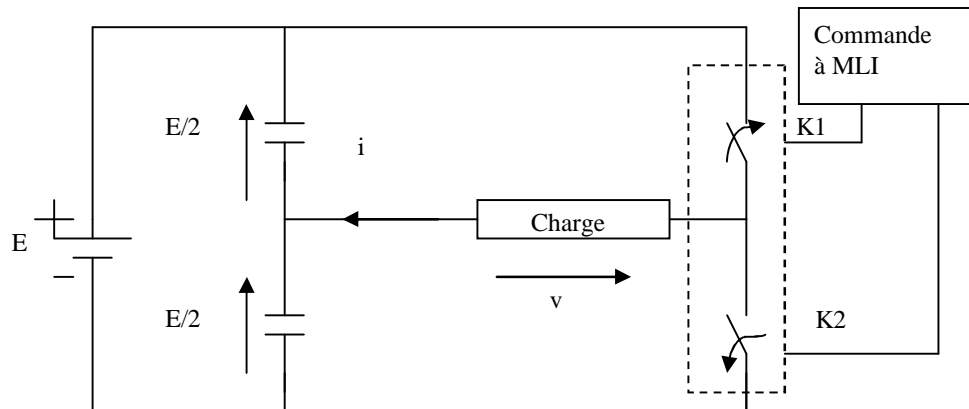 Commande
à MLI
E/2
i
K1
Charge
E
v
E/2
K2